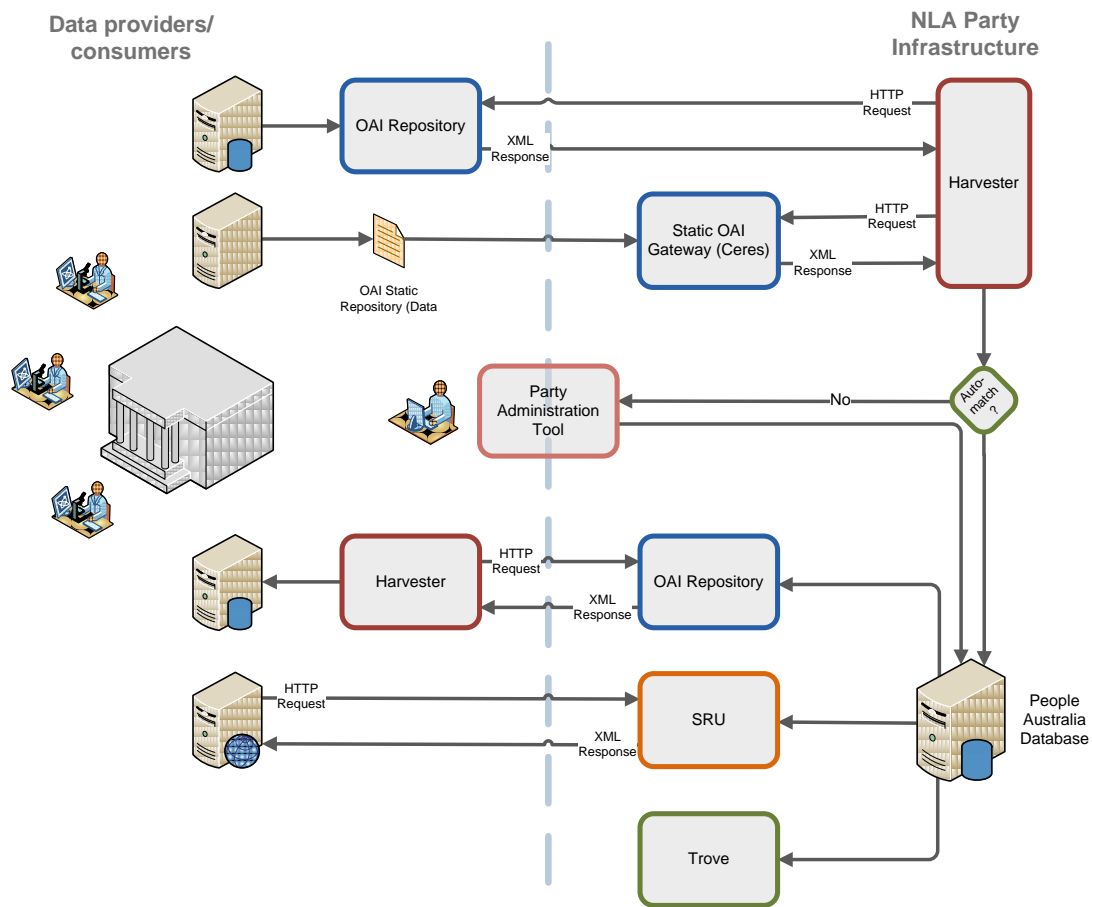 Data providers/
consumers
NLA Party
Infrastructure
HTTP
Request
OAI Repository
XML
Response
Harvester
HTTP
Request
Static OAI
Gateway (Ceres)
XML
Response
OAI Static
Repository (Data
Party
Administration
Tool
No
Auto-
match
?
HTTP
Request
Harvester
OAI Repository
XML
Response
HTTP
Request
SRU
XML
Response
People
Australia
Database
Trove